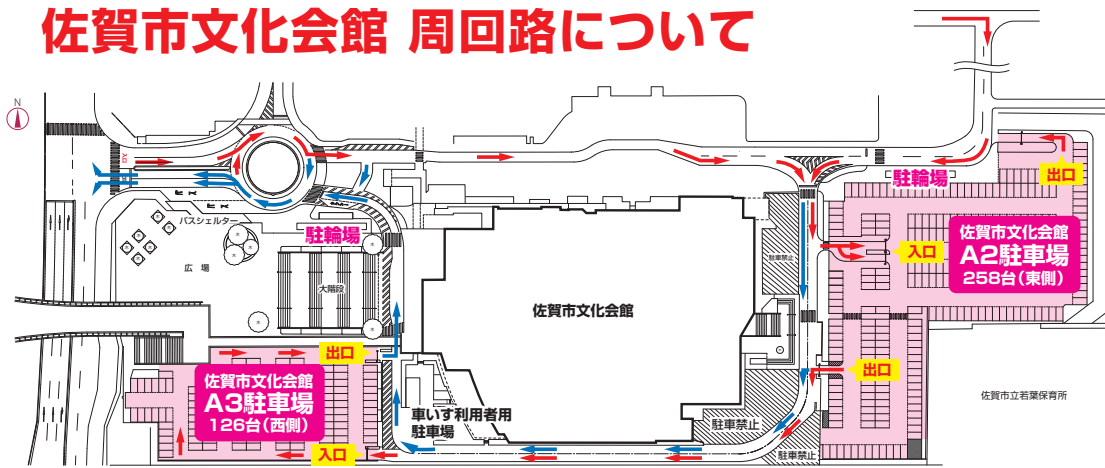 佐賀市文化会館 周回路について
N
入口
駐輪場
出口
バスシェルター
駐輪場
広場
大階段
駐車禁止
入口
佐賀市文化会館
A2駐車場
258台(東側)
佐賀市文化会館
出口
佐賀市文化会館
A3駐車場
126台(西側)
出口
佐賀市立若葉保育所
車いす利用者用
駐車場
駐車禁止
入口
駐車禁止